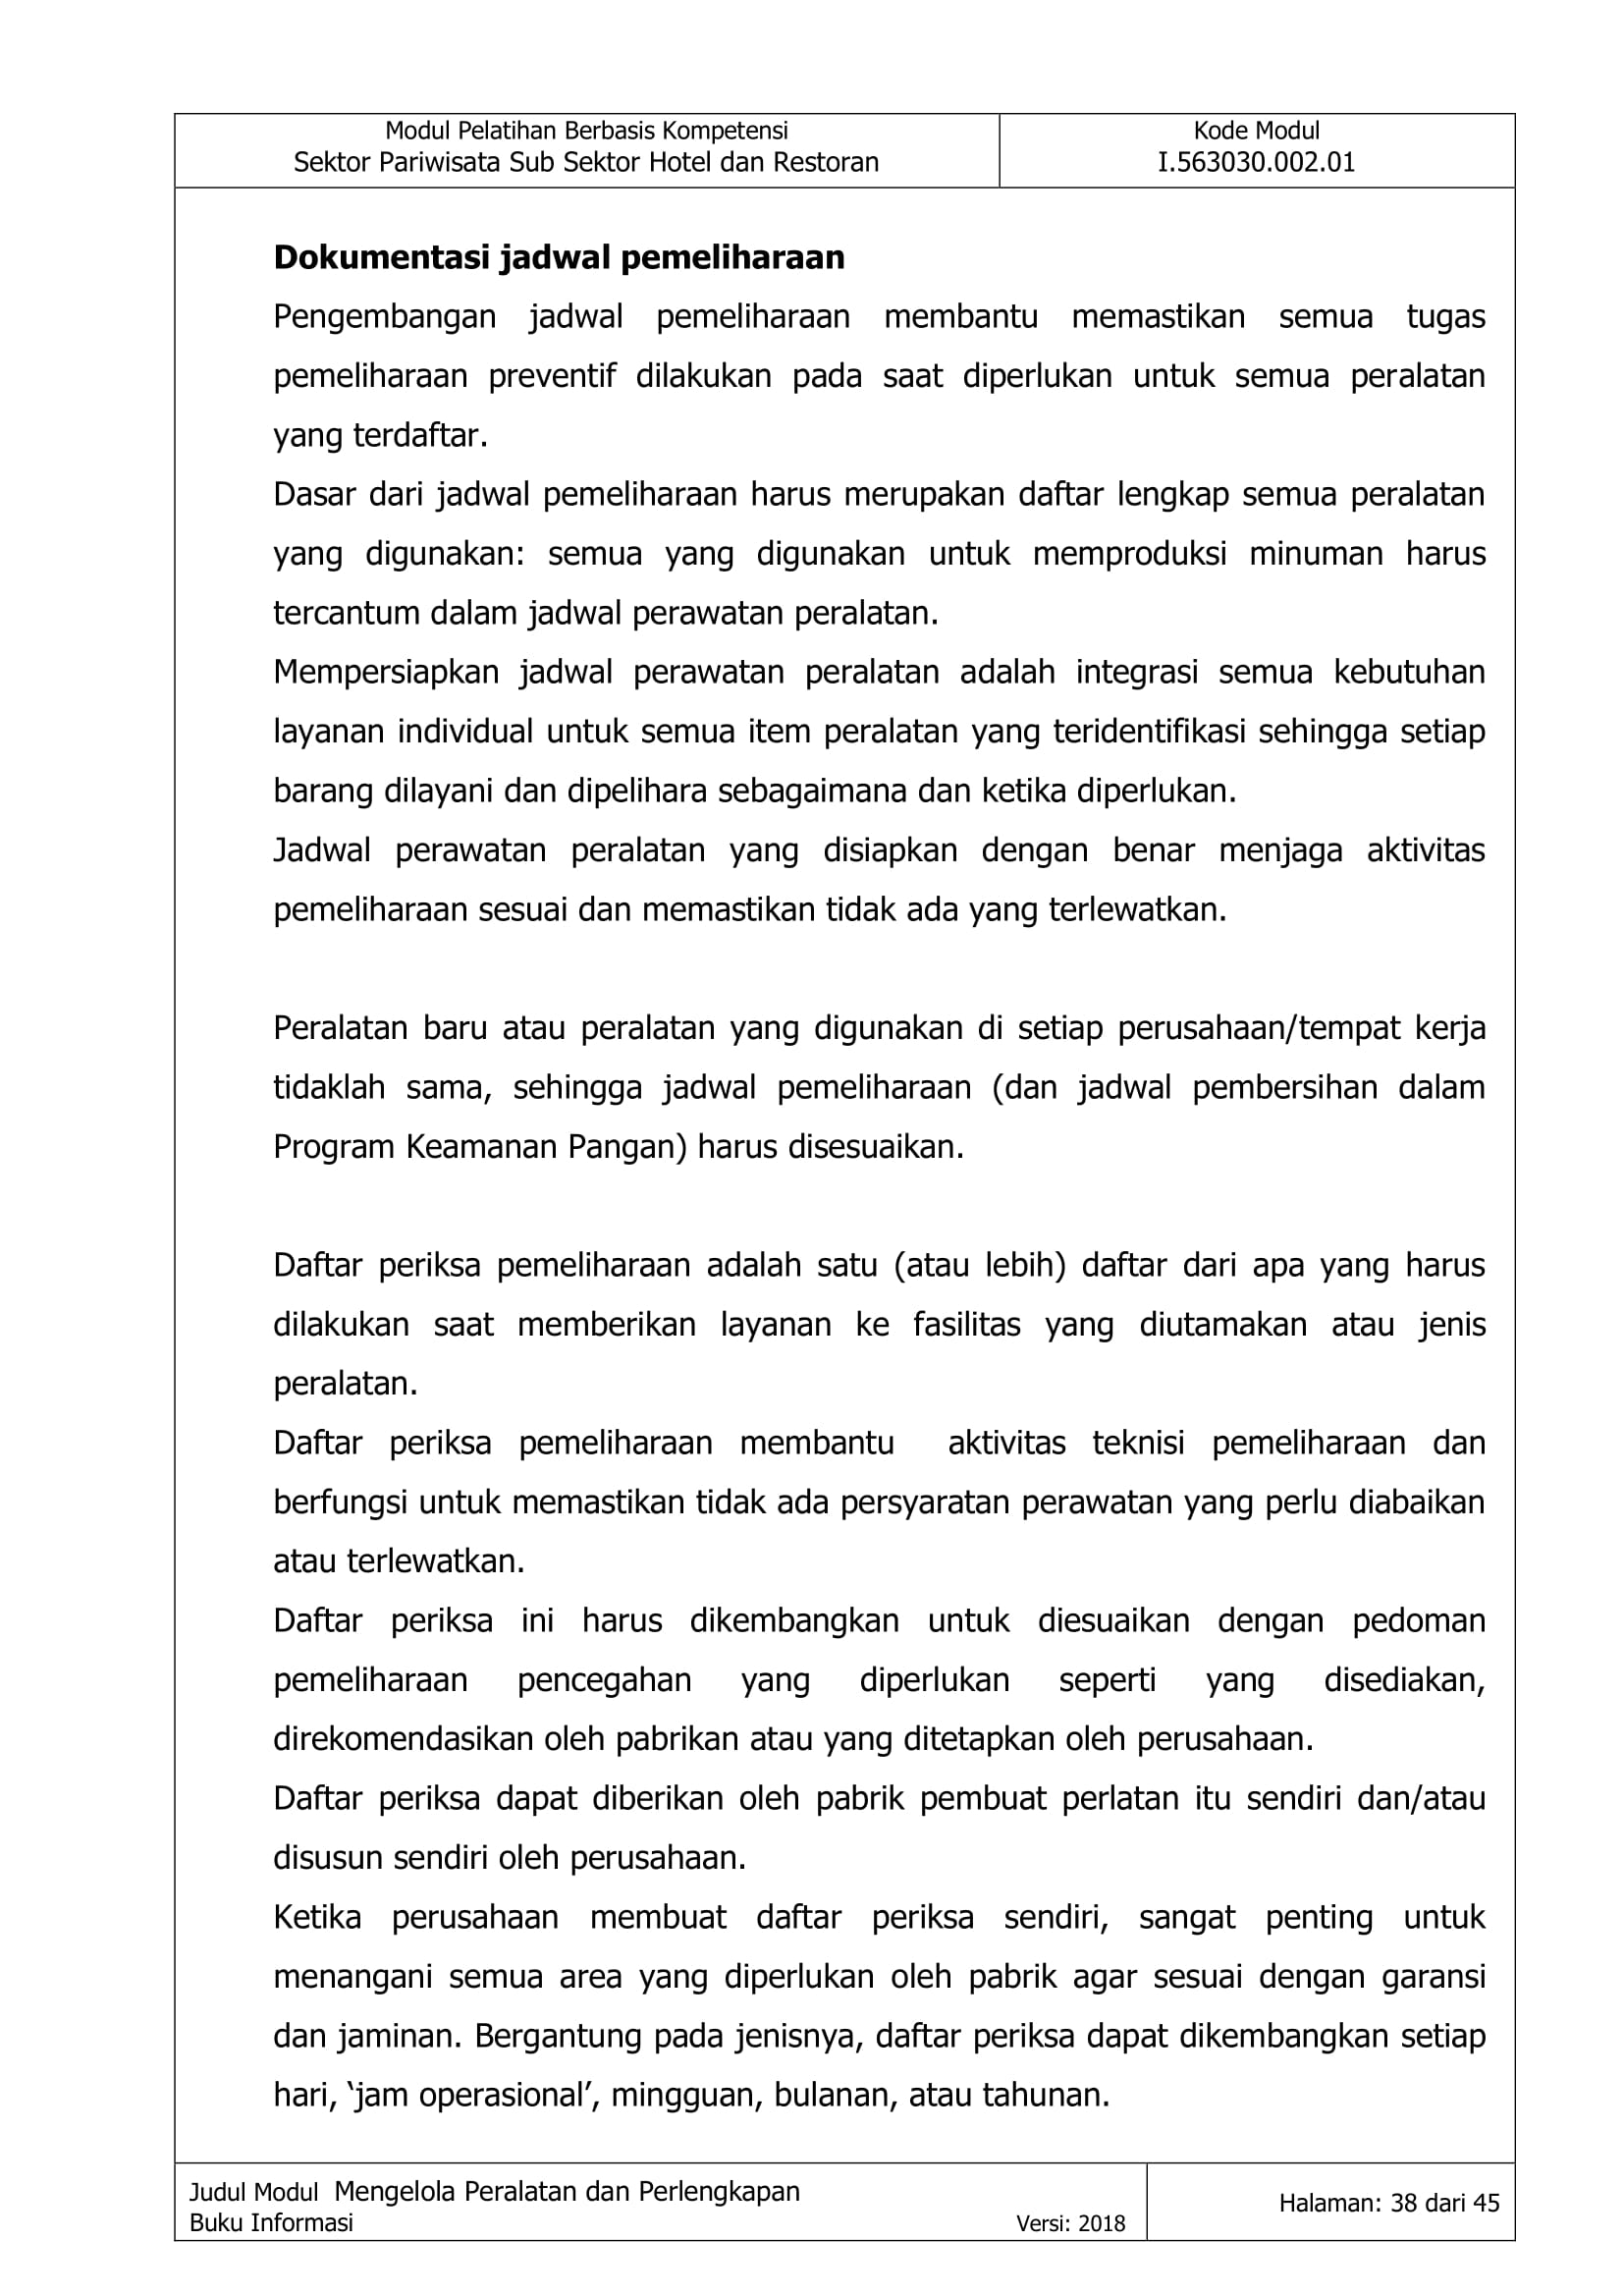 Modul Pelatihan Berbasis Kompetensi
Sektor Pariwisata Sub Sektor Hotel dan Restoran
Kode Modul
I.563030.002.01
Dokumentasi jadwal pemeliharaan
Pengembangan jadwal pemeliharaan membantu memastikan semua tugas
pemeliharaan preventif dilakukan pada saat diperlukan untuk semua peralatan
yang terdaftar.
Dasar dari jadwal pemeliharaan harus merupakan daftar lengkap semua peralatan
yang digunakan: semua yang digunakan untuk memproduksi minuman harus
tercantum dalam jadwal perawatan peralatan.
Mempersiapkan jadwal perawatan peralatan adalah integrasi semua kebutuhan
layanan individual untuk semua item peralatan yang teridentifikasi sehingga setiap
barang dilayani dan dipelihara sebagaimana dan ketika diperlukan.
Jadwal perawatan peralatan yang disiapkan dengan benar menjaga aktivitas
pemeliharaan sesuai dan memastikan tidak ada yang terlewatkan.
Peralatan baru atau peralatan yang digunakan di setiap perusahaan/tempat kerja
tidaklah sama, sehingga jadwal pemeliharaan (dan jadwal pembersihan dalam
Program Keamanan Pangan) harus disesuaikan.
Daftar periksa pemeliharaan adalah satu (atau lebih) daftar dari apa yang harus
dilakukan saat memberikan layanan ke fasilitas yang diutamakan atau jenis
peralatan.
Daftar periksa pemeliharaan membantu  aktivitas teknisi pemeliharaan dan
berfungsi untuk memastikan tidak ada persyaratan perawatan yang perlu diabaikan
atau terlewatkan.
Daftar periksa ini harus dikembangkan untuk diesuaikan dengan pedoman
pemeliharaan pencegahan yang diperlukan seperti yang disediakan,
direkomendasikan oleh pabrikan atau yang ditetapkan oleh perusahaan.
Daftar periksa dapat diberikan oleh pabrik pembuat perlatan itu sendiri dan/atau
disusun sendiri oleh perusahaan.
Ketika perusahaan membuat daftar periksa sendiri, sangat penting untuk
menangani semua area yang diperlukan oleh pabrik agar sesuai dengan garansi
dan jaminan. Bergantung pada jenisnya, daftar periksa dapat dikembangkan setiap
hari, ‘jam operasional’, mingguan, bulanan, atau tahunan.
Judul Modul  Mengelola Peralatan dan Perlengkapan
Buku Informasi
Versi: 2018
Halaman: 38 dari 45